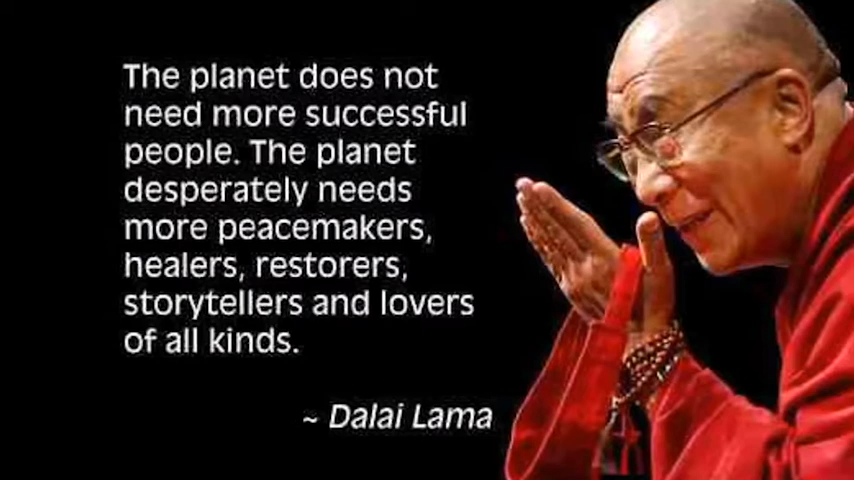 The planet does not
need more successful
people. The planet
desperately needs
more peacemakers,
healers, restorers,
storytellers and lovers
of all kinds.
~ Dalai Lama